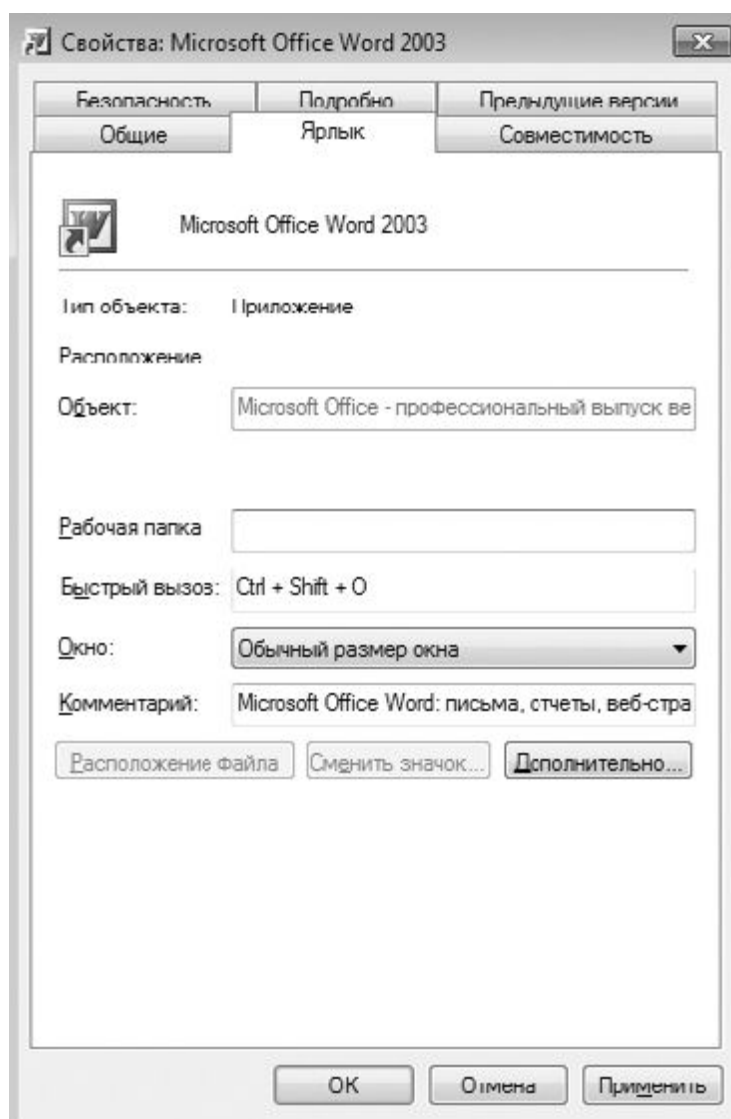 Свойства: Microsoft Office Word 2003
Безопасность Подробно Предыдущие версии
Общие Ярлык Совместимость
Microsoft Office Word 2003
Тип объекта: Приложение
Расположение
Объект: Microsoft Office - профессиональный выпуск ве
Рабочая папка
Быстрый вызов: Ctrl + Shift + O
Окно: Обычный размер окна
Комментарий: Microsoft Office Word: письма, отчеты, веб-стра
Расположение файла Сменить значок... Дополнительно...
ОК Отмена Применить